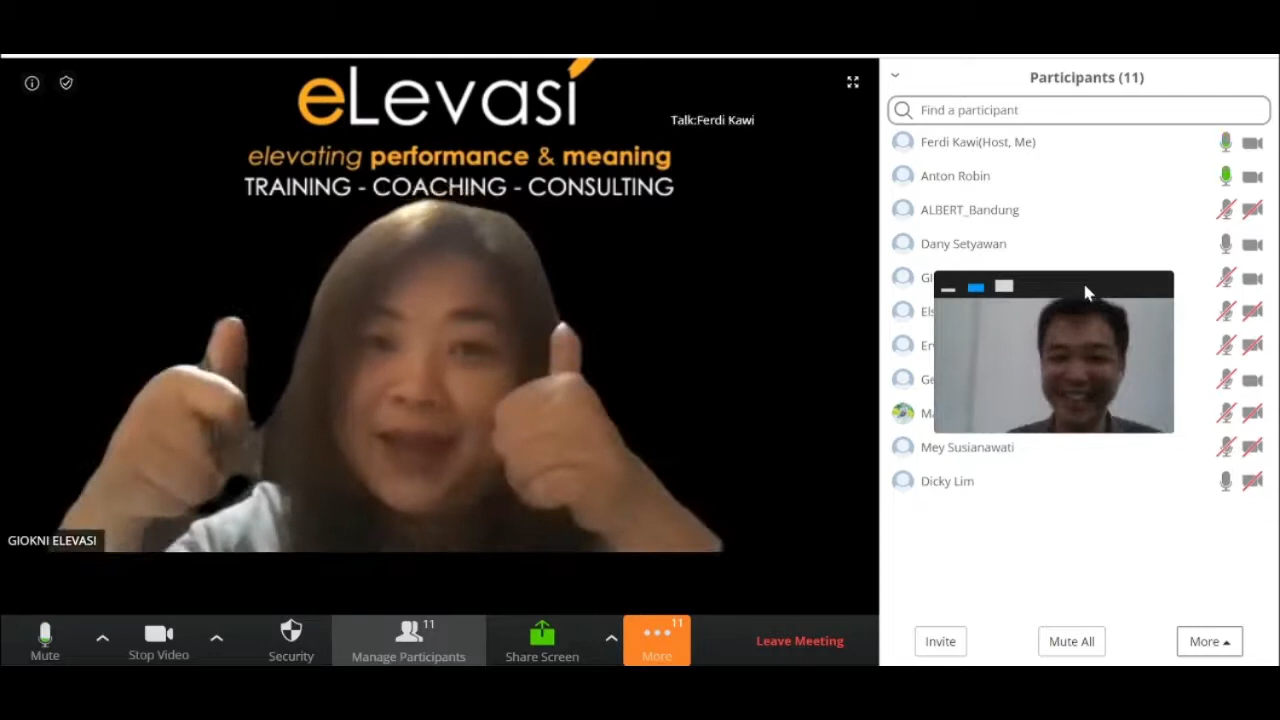 eLevasí
elevating performance & meaning
TRAINING - COACHING - CONSULTING
Talk:Ferdi Kawi
GIOKNI ELEVASI
Mute
Stop Video
Security
11
Manage Participants
Share Screen
11
More
Leave Meeting
Participants (11)
Find a participant
Ferdi Kawi(Host, Me)
Anton Robin
ALBERT_Bandung
Dany Setyawan
Mey Susianawati
Dicky Lim
Invite
Mute All
More